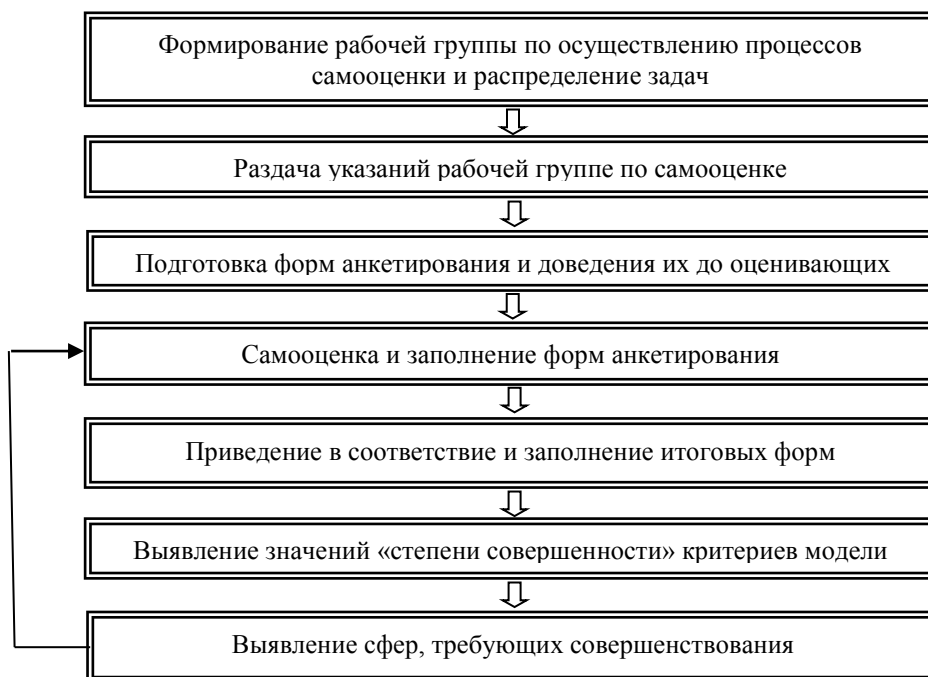 Формирование рабочей группы по осуществлению процессов
самооценки и распределение задач
Раздача указаний рабочей группе по самооценке
Подготовка форм анкетирования и доведения их до оценивающих
Самооценка и заполнение форм анкетирования
Приведение в соответствие и заполнение итоговых форм
Выявление значений «степени совершенности» критериев модели
Выявление сфер, требующих совершенствования